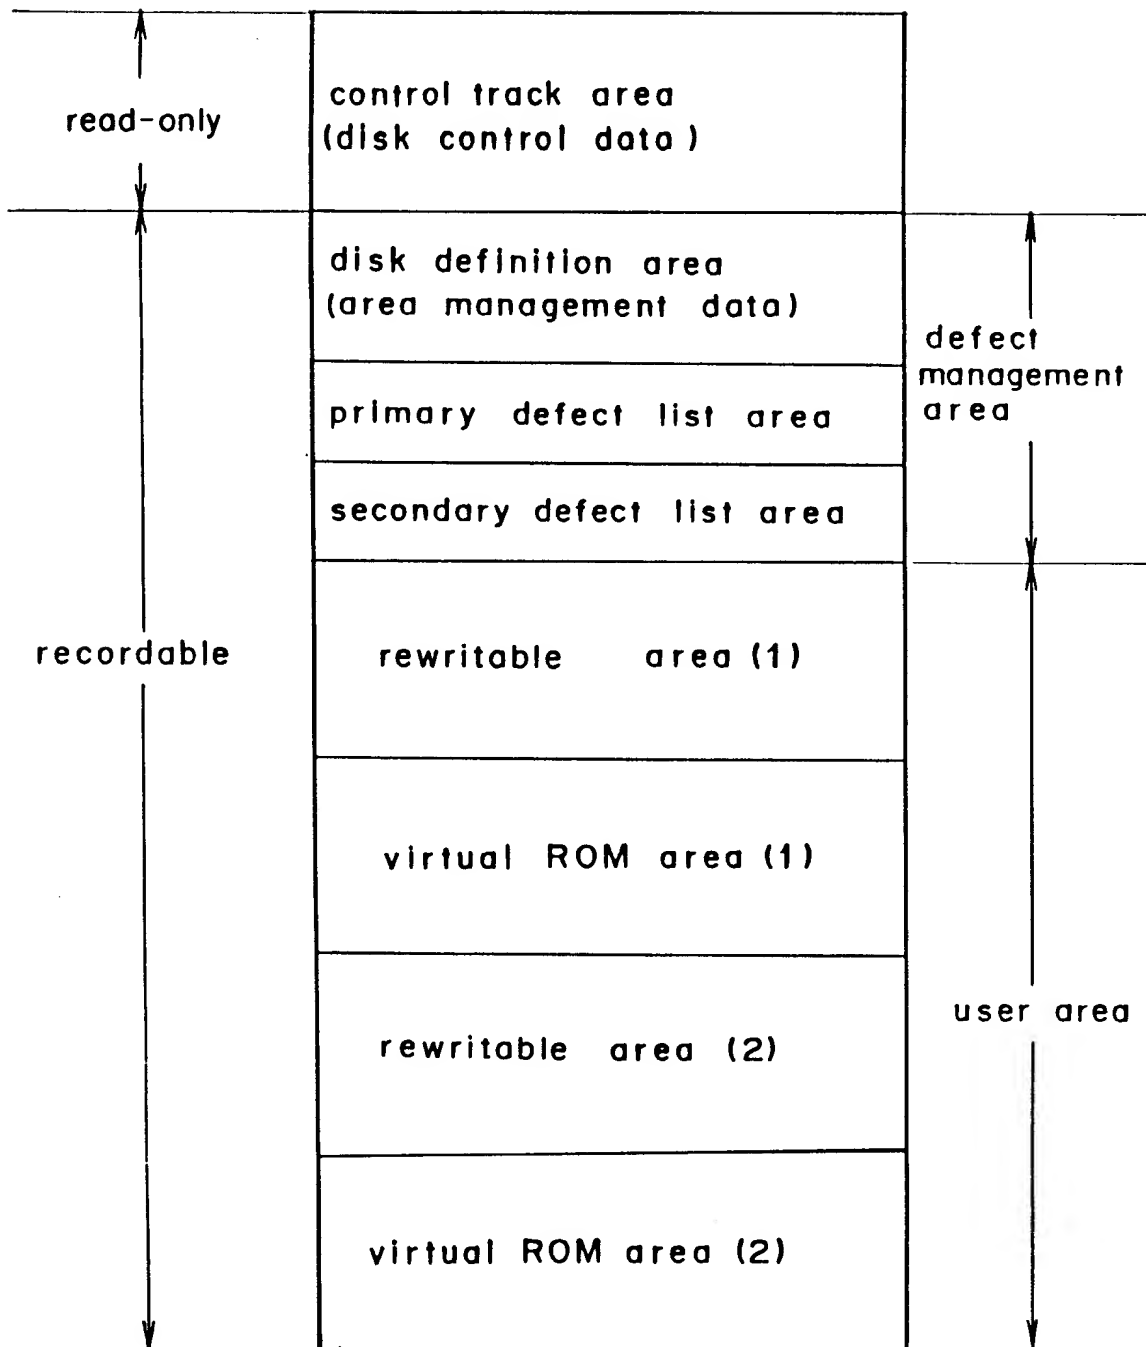 read-only
control track area
(disk control data)
disk definition area
(area management data)
defect
management
area
primary defect list area
secondary defect list area
recordable
rewritable area (1)
virtual ROM area (1)
user area
rewritable area (2)
virtual ROM area (2)